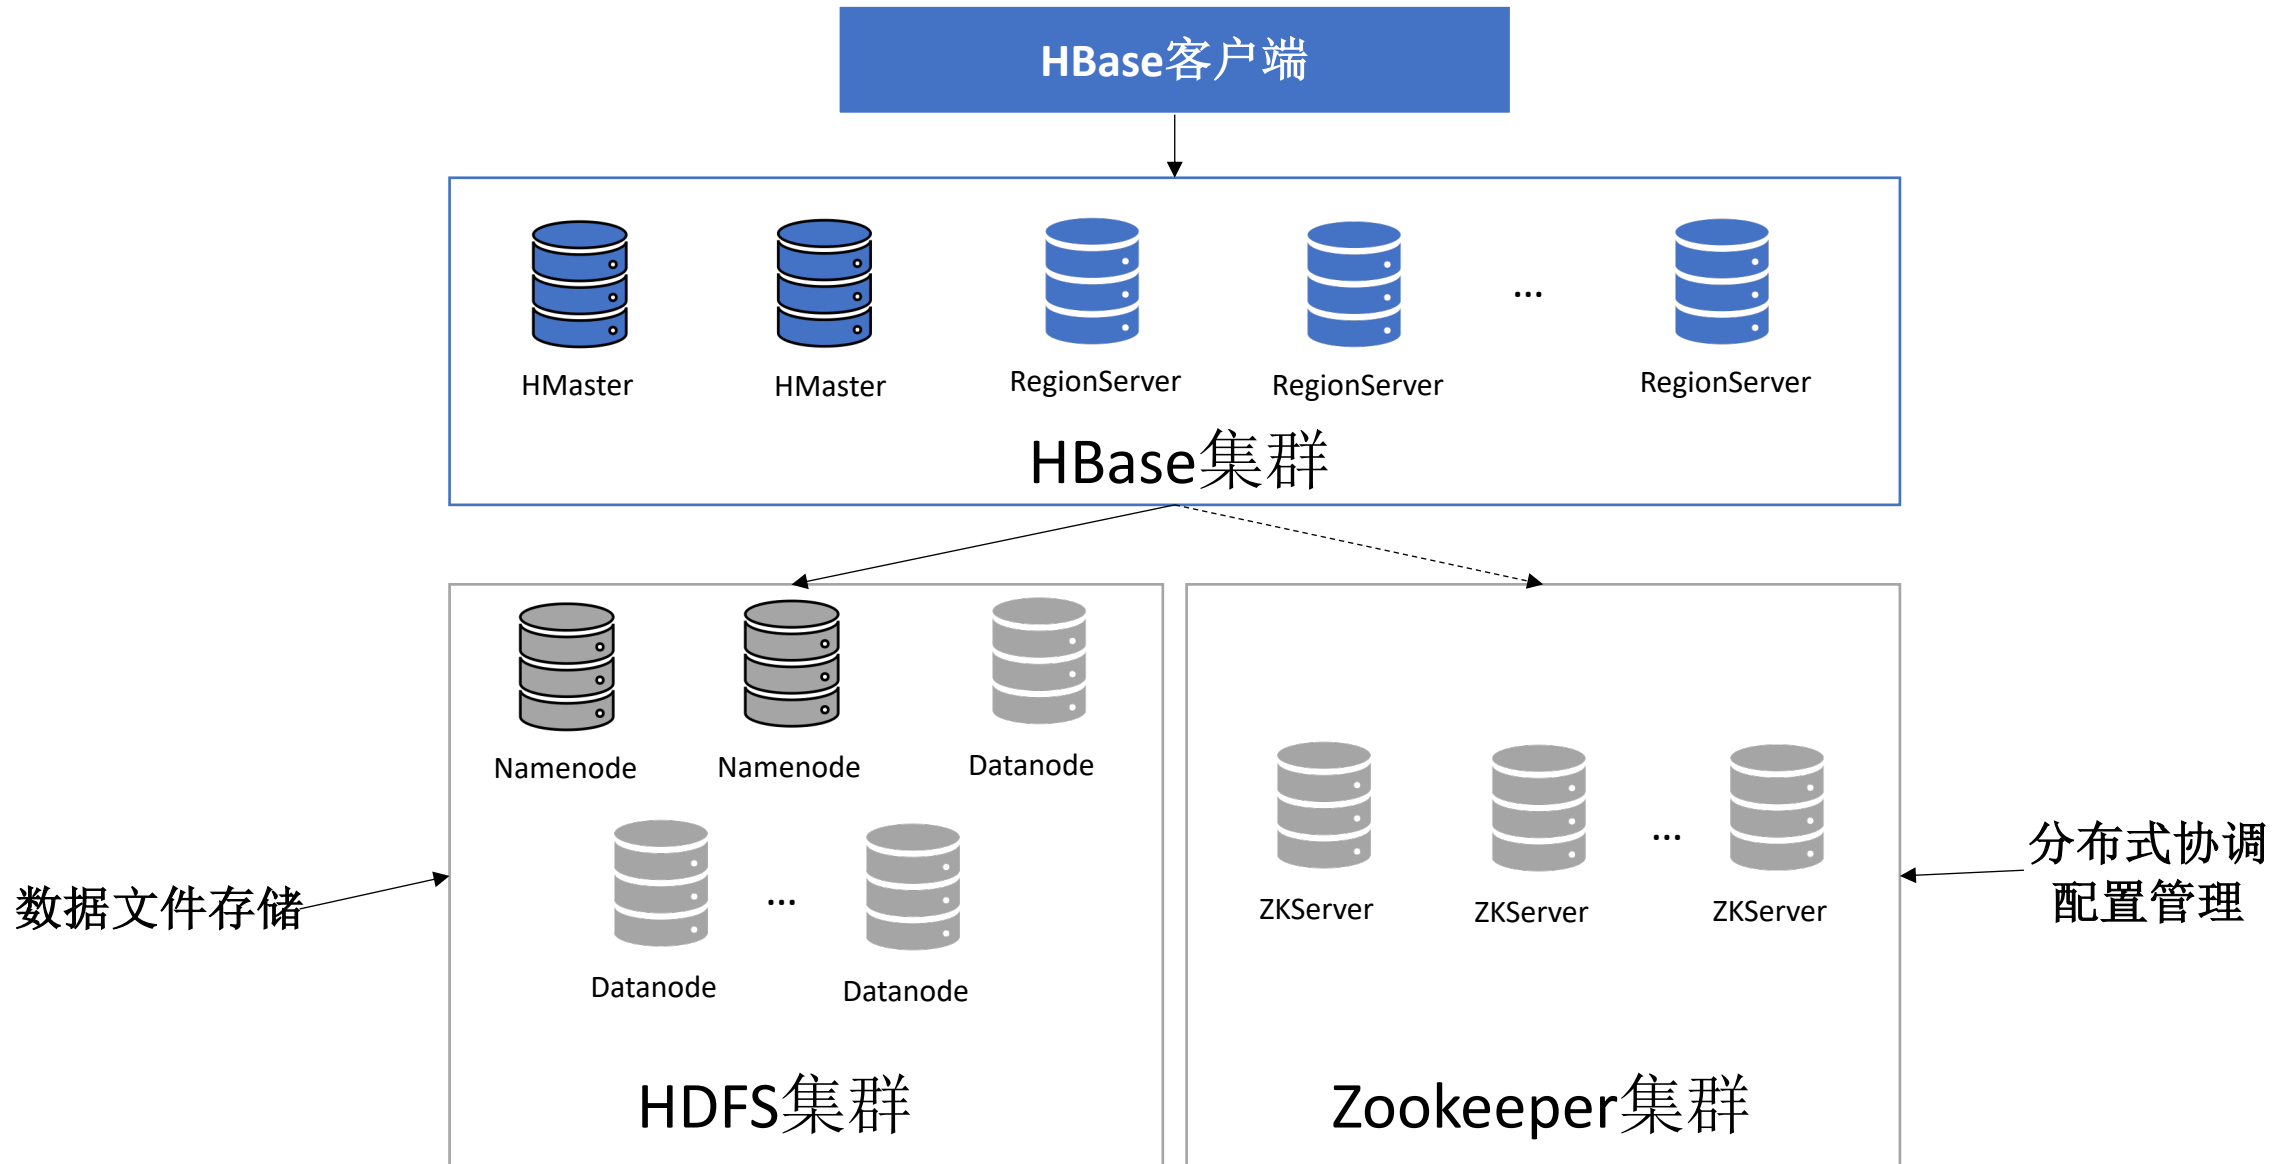 HBase客户端
HMaster
HMaster
RegionServer
RegionServer
...
RegionServer
HBase集群
Namenode
Namenode
Datanode
Datanode
...
Datanode
HDFS集群
数据文件存储
ZKServer
ZKServer
...
ZKServer
Zookeeper集群
分布式协调
配置管理